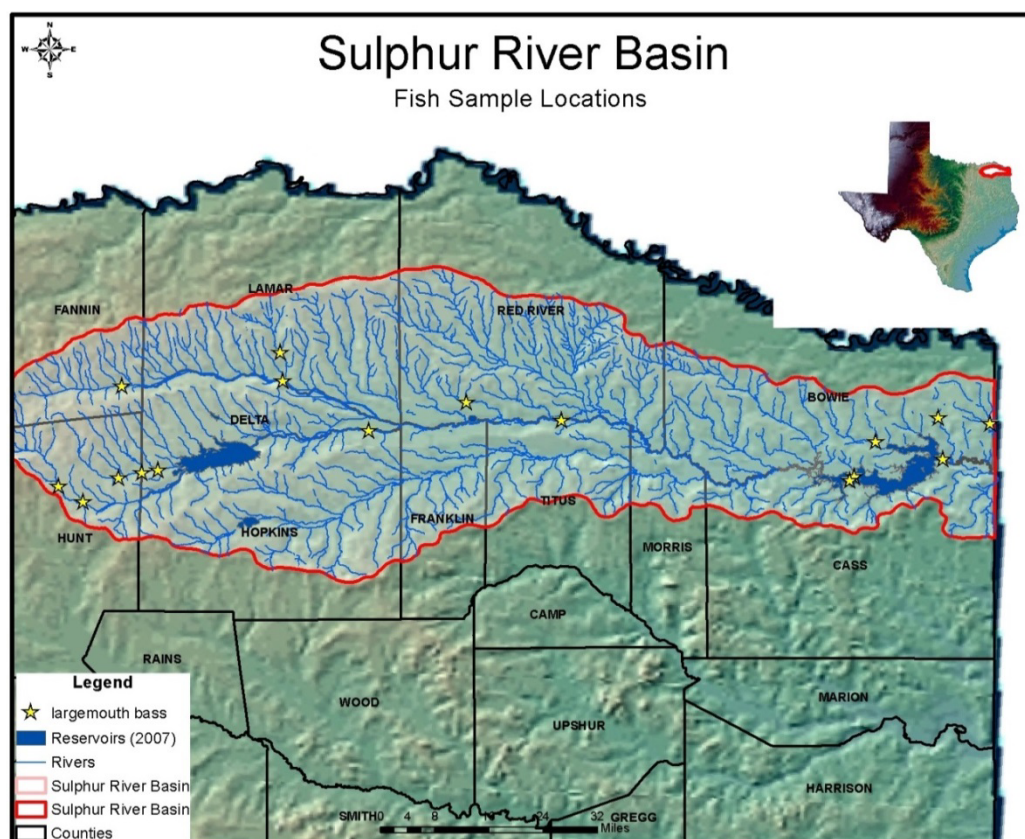 N
W E
S
Sulphur River Basin
Fish Sample Locations
LAMAR
FANNIN
RED RIVER
BOWIE
DELTA
TITUS
FRANKLIN
HOPKINS
HUNT
MORRIS
CASS
CAMP
RAINS
Legend
MARION
WOOD
largemouth bass
UPSHUR
Reservoirs (2007)
Rivers
Sulphur River Basin
HARRISON
Sulphur River Basin
SMITH 0 4 8 16 24 32 GREGG
Miles
Counties